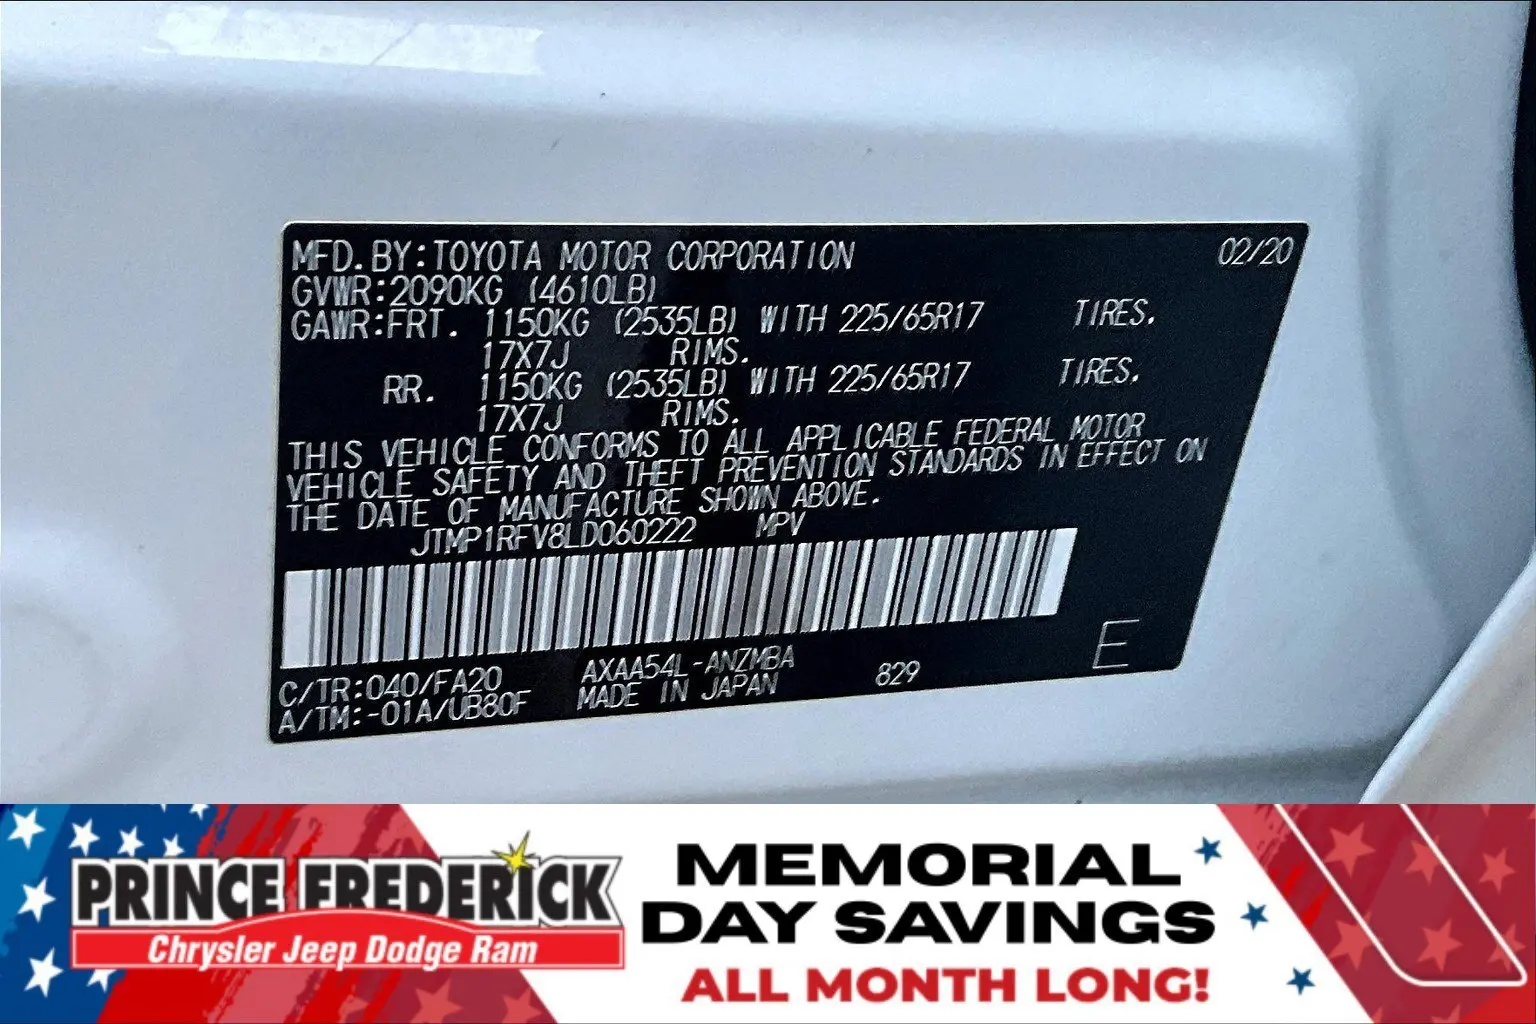 MFD.BY:TOYOTA MOTOR CORPORATION 02/20
GVWR:2090KG (4610LB)
GAWR:FRT. 1150KG (2535LB) WITH 225/65R17 TIRES.
17X7J RIMS.
RR. 1150KG (2535LB) WITH 225/65R17 TIRES.
17X7J RIMS.
THIS VEHICLE CONFORMS TO ALL APPLICABLE FEDERAL MOTOR
VEHICLE SAFETY AND THEFT PREVENTION STANDARDS IN EFFECT ON
THE DATE OF MANUFACTURE SHOWN ABOVE.
JTMP1RFV8LD060222 MPV
C/TR:040/FA20 AXAA54L-ANZMBA 829 E
A/TM:-01A/UB80F MADE IN JAPAN
PRINCE FREDERICK
Chrysler Jeep Dodge Ram
MEMORIAL
DAY SAVINGS
ALL MONTH LONG!